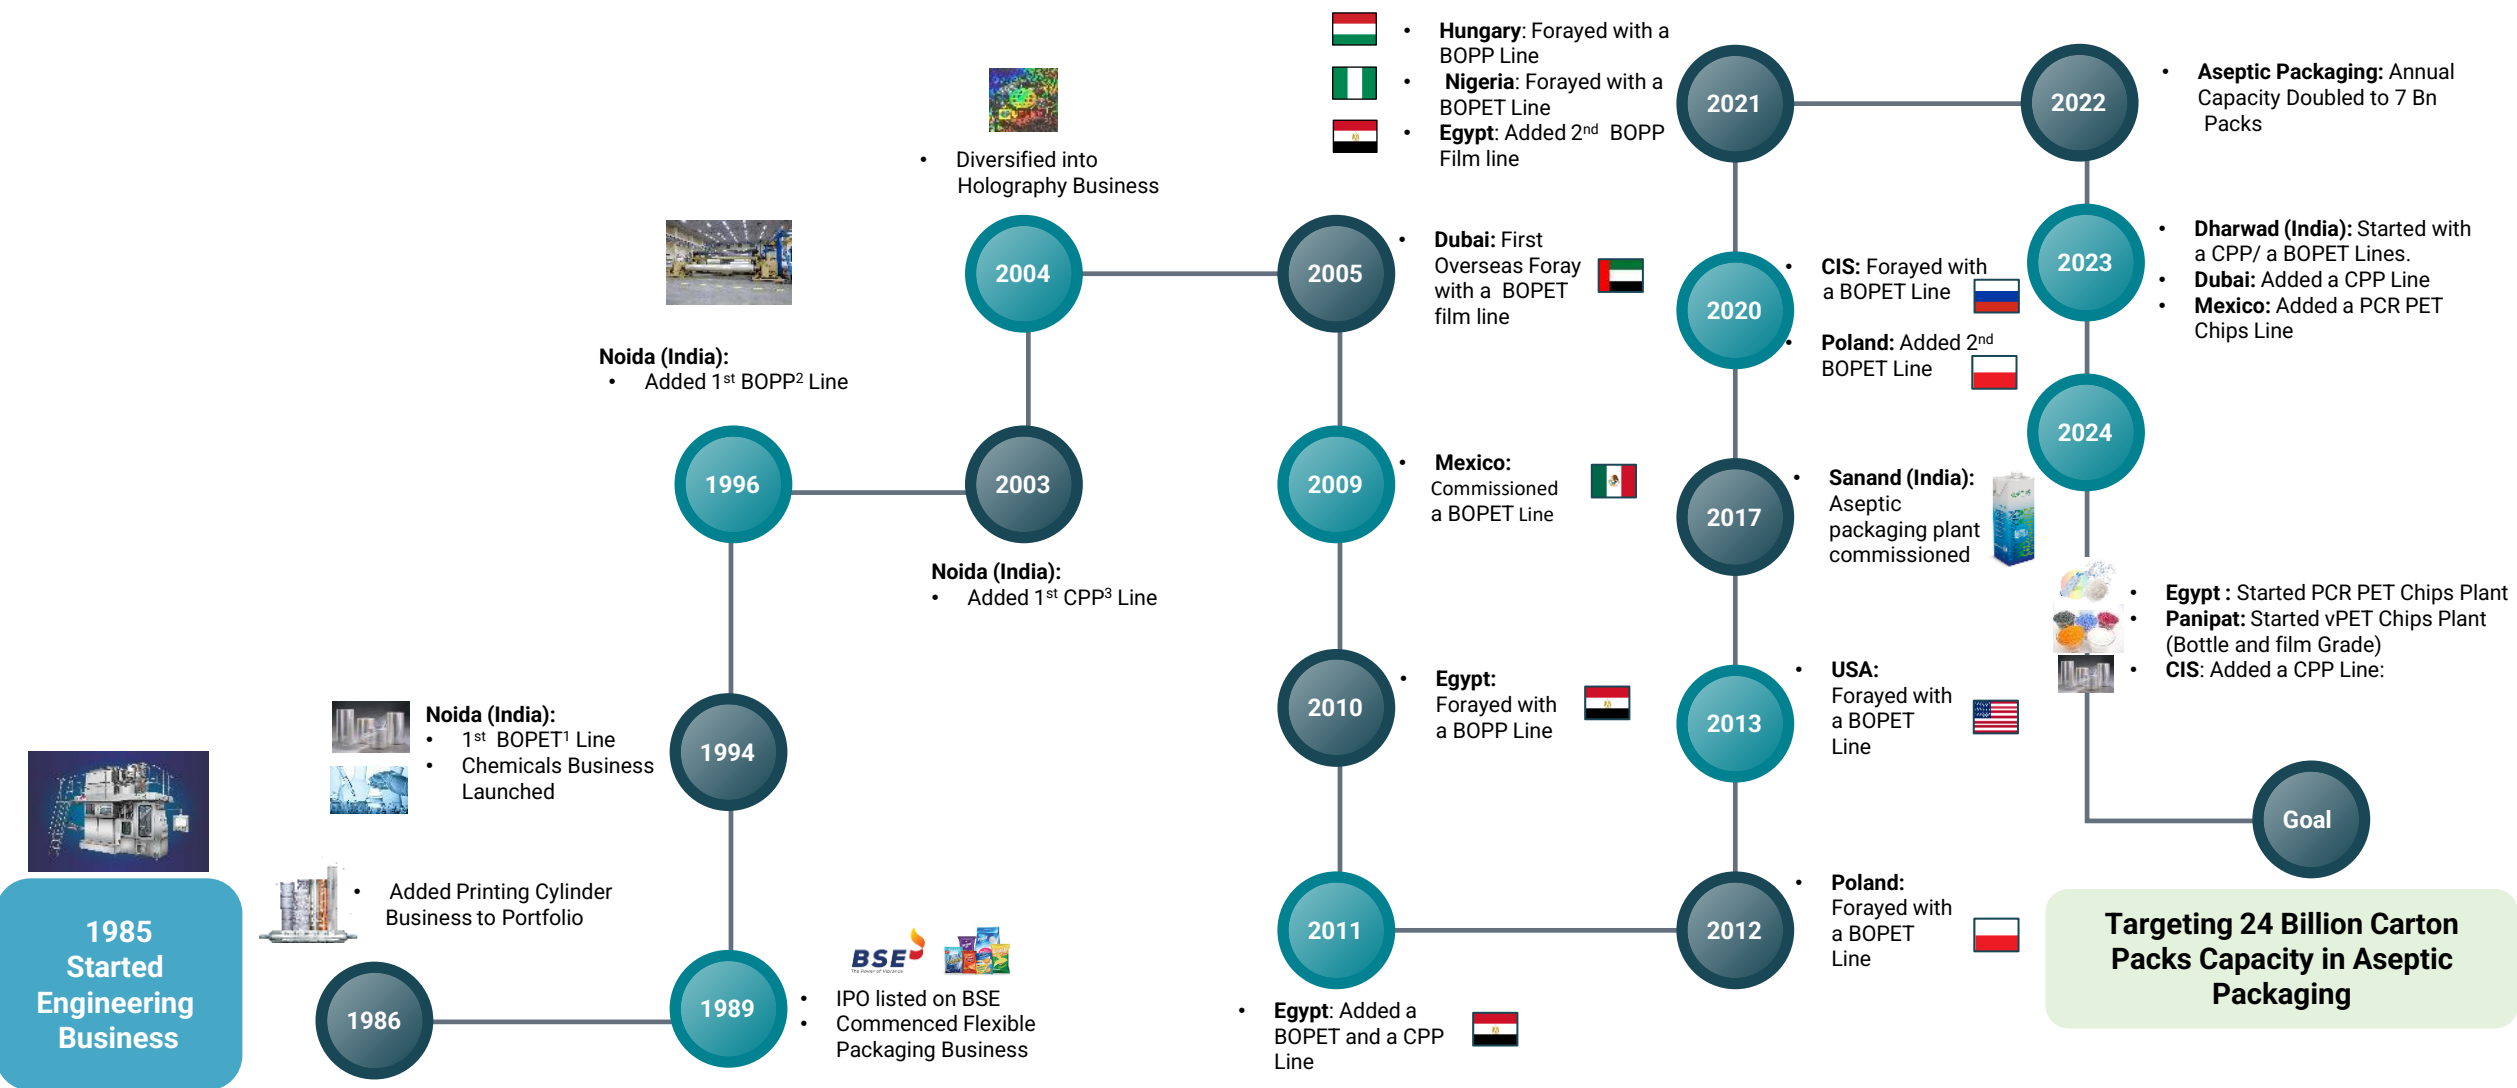 1985
Started
Engineering
Business
• Added Printing Cylinder
Business to Portfolio
1986
1989
BSE
The Power of Vibrance
• IPO listed on BSE
• Commenced Flexible
Packaging Business
Noida (India):
• 1st BOPET1 Line
• Chemicals Business
Launched
1994
Noida (India):
• Added 1st BOPP2 Line
1996
2003
Noida (India):
• Added 1st CPP3 Line
• Diversified into
Holography Business
2004
2005
• Dubai: First
Overseas Foray
with a BOPET
film line
2009
• Mexico:
Commissioned
a BOPET Line
2010
• Egypt:
Forayed with
a BOPP Line
2011
• Egypt: Added a
BOPET and a CPP
Line
2012
• Poland:
Forayed with
a BOPET
Line
2013
• USA:
Forayed with
a BOPET
Line
2017
• Sanand (India):
Aseptic
packaging plant
commissioned
2020
• CIS: Forayed with
a BOPET Line
• Poland: Added 2nd
BOPET Line
2021
• Hungary: Forayed with a
BOPP Line
• Nigeria: Forayed with a
BOPET Line
• Egypt: Added 2nd BOPP
Film line
2022
• Aseptic Packaging: Annual
Capacity Doubled to 7 Bn
Packs
2023
• Dharwad (India): Started with
a CPP/ a BOPET Lines.
• Dubai: Added a CPP Line
• Mexico: Added a PCR PET
Chips Line
2024
• Egypt : Started PCR PET Chips Plant
• Panipat: Started vPET Chips Plant
(Bottle and film Grade)
• CIS: Added a CPP Line:
Goal
Targeting 24 Billion Carton
Packs Capacity in Aseptic
Packaging